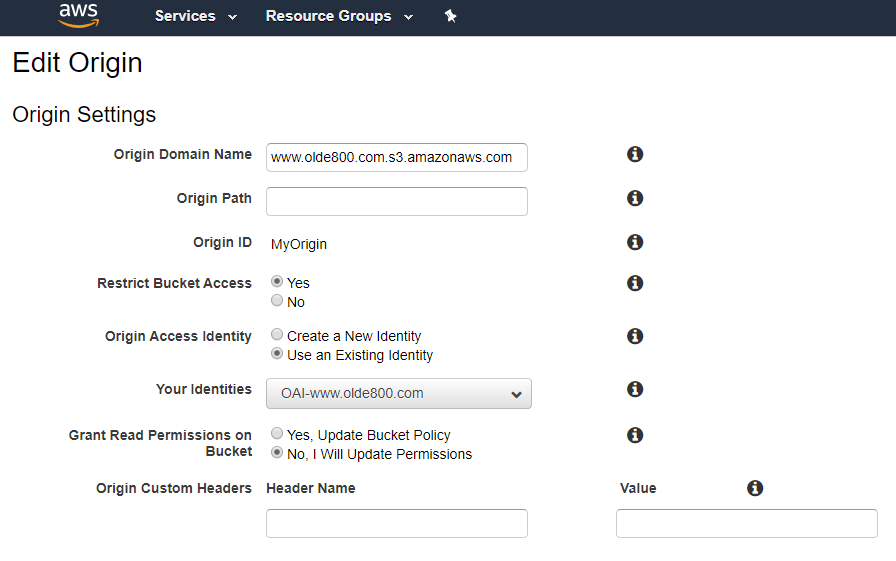 aws Services Resource Groups
Edit Origin
Origin Settings
Origin Domain Name www.olde800.com.s3.amazonaws.com
Origin Path
Origin ID MyOrigin
Restrict Bucket Access Yes
No
Origin Access Identity Create a New Identity
Use an Existing Identity
Your Identities OAI-www.olde800.com
Grant Read Permissions on Yes, Update Bucket Policy
Bucket No, I Will Update Permissions
Origin Custom Headers Header Name Value